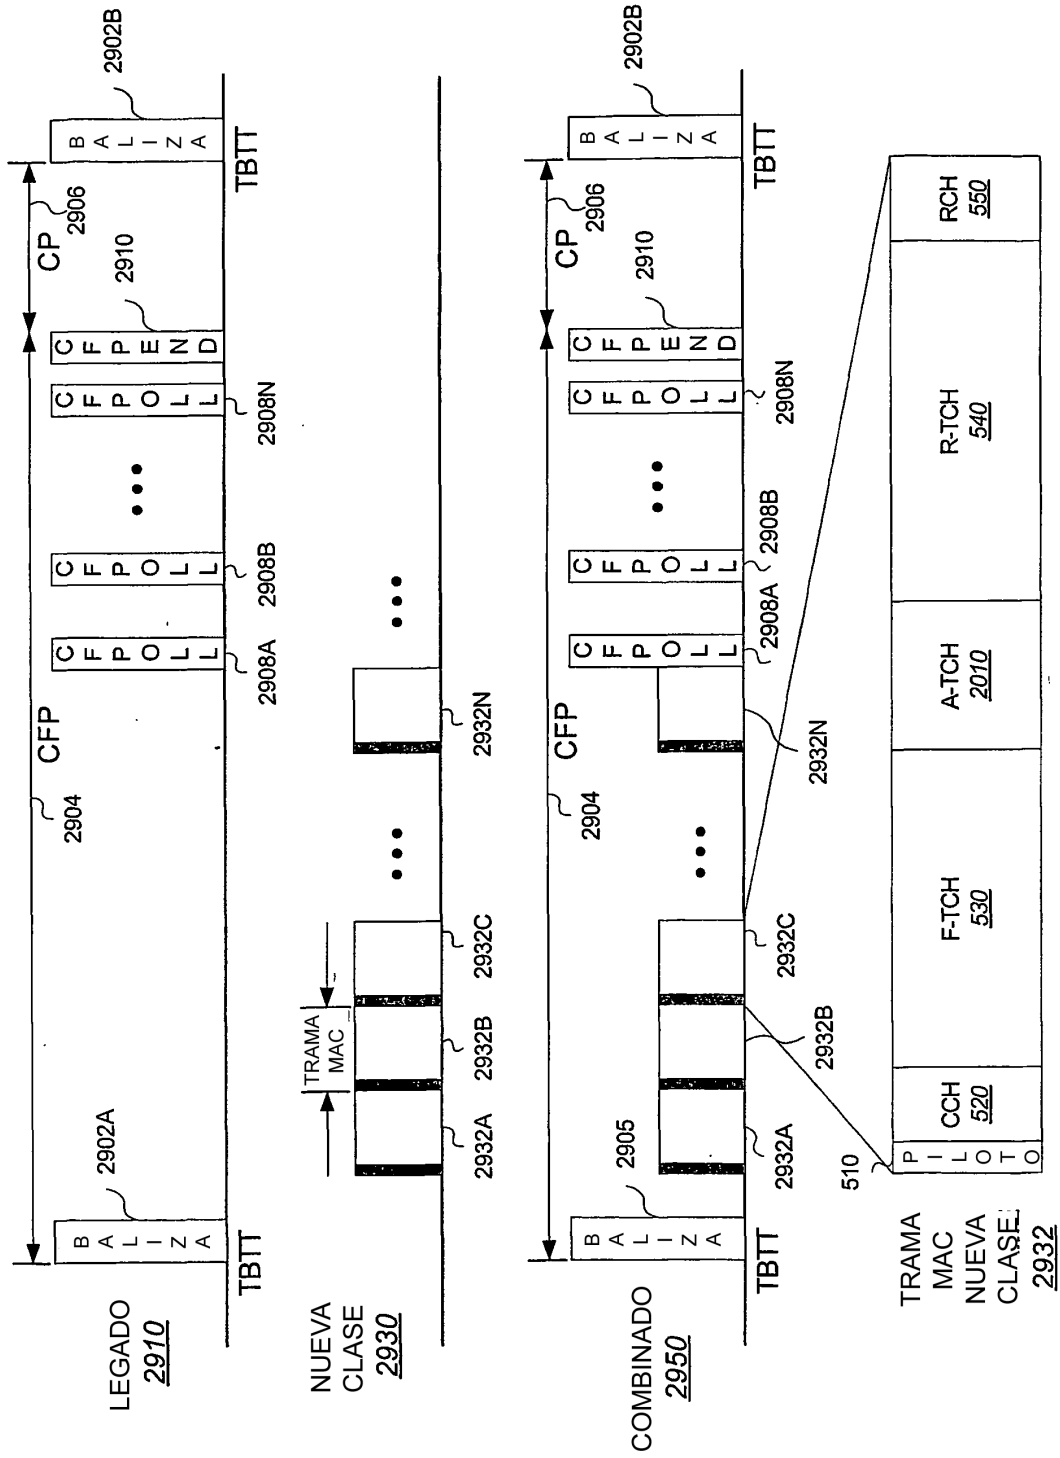 LEGADO
2910
BALIZA
2902A
TBTT
CFP
2904
CFPOLL
2908A
CFPOLL
2908B
CFPOLL
2908N
CFPEND
2910
CP
2906
BALIZA
2902B
TBTT
NUEVA
CLASE
2930
TRAMA
MAC
2932A
2932B
2932C
2932N
COMBINADO
2950
BALIZA
2905
TBTT
CFP
2904
2932A
2932B
2932C
2932N
CFPOLL
2908A
CFPOLL
2908B
CFPOLL
2908N
CFPEND
2910
CP
2906
BALIZA
2902B
TBTT
TRAMA
MAC
NUEVA
CLASE
2932
510
PILOTO
CCH
520
F-TCH
530
A-TCH
2010
R-TCH
540
RCH
550